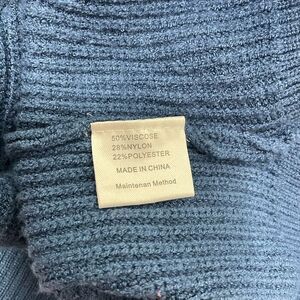 50%VISCOSE
28%NYLON
22%POLYESTER
MADE IN CHINA
Maintenan Method